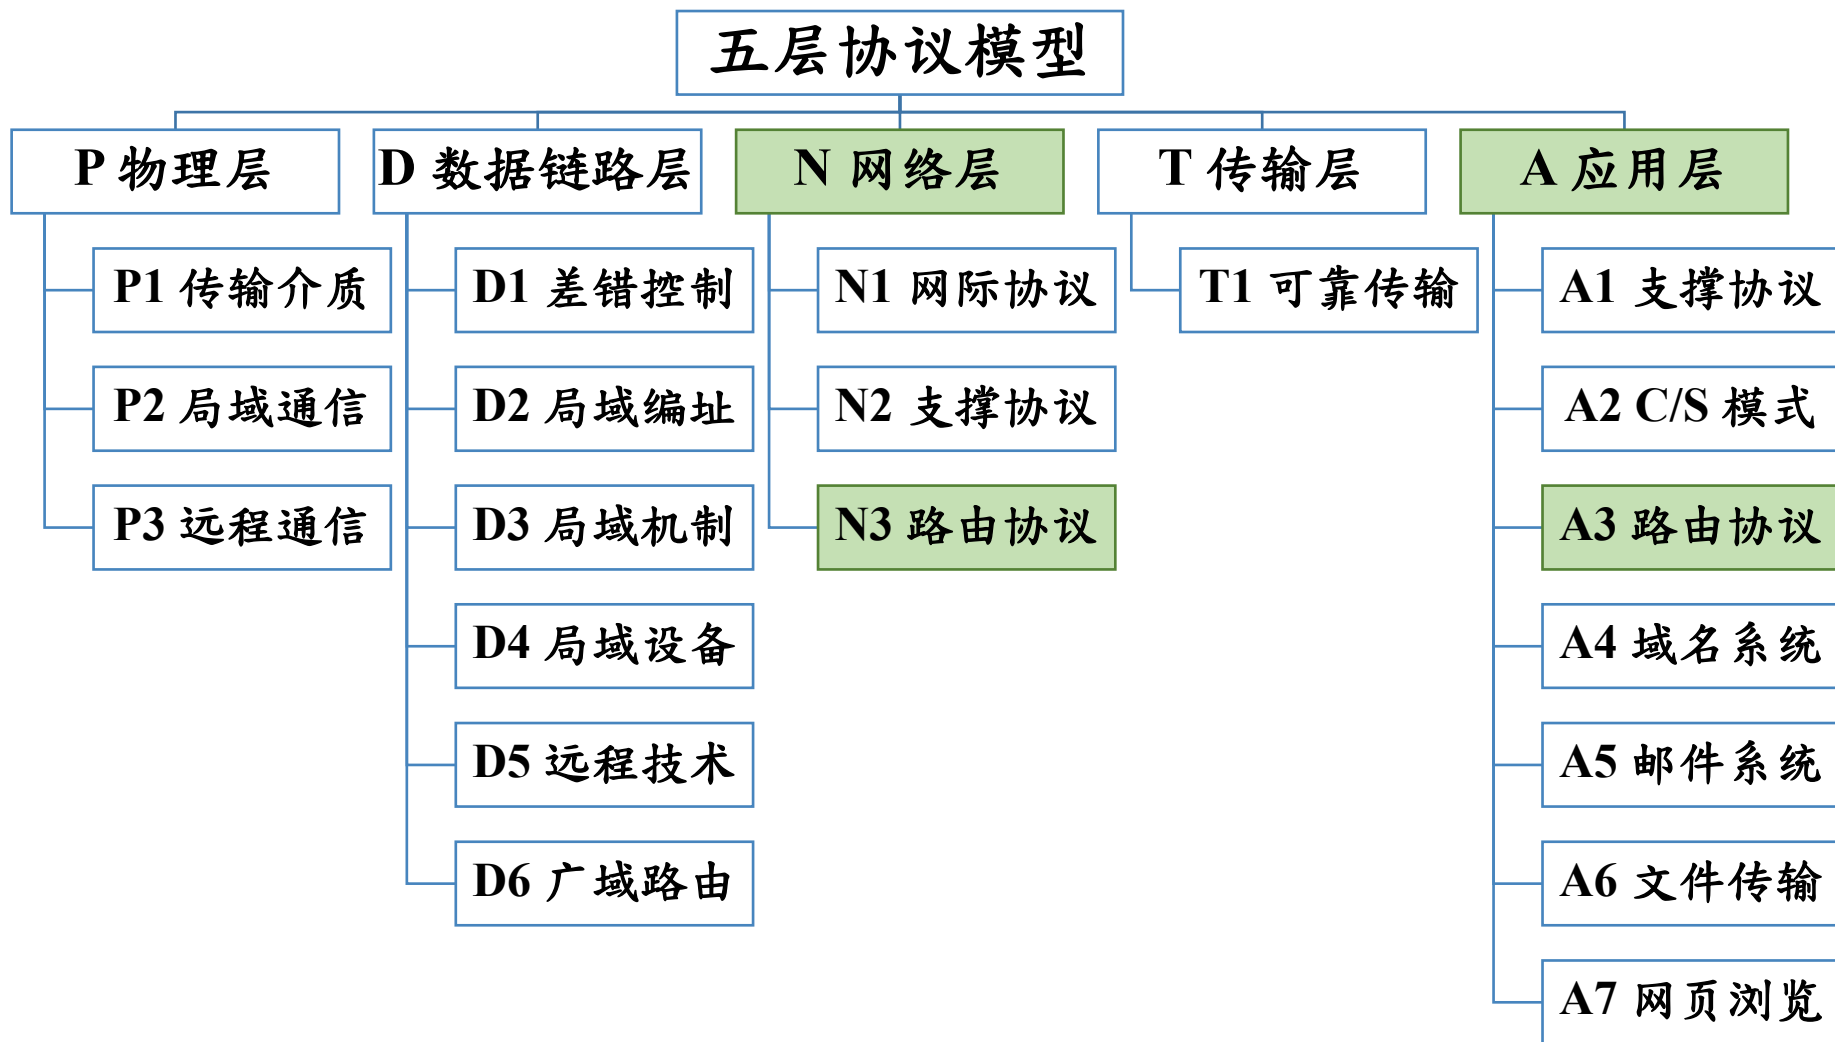 五层协议模型
P 物理层
P1 传输介质
P2 局域通信
P3 远程通信
D 数据链路层
D1 差错控制
D2 局域编址
D3 局域机制
D4 局域设备
D5 远程技术
D6 广域路由
N 网络层
N1 网际协议
N2 支撑协议
N3 路由协议
T 传输层
T1 可靠传输
A 应用层
A1 支撑协议
A2 C/S 模式
A3 路由协议
A4 域名系统
A5 邮件系统
A6 文件传输
A7 网页浏览